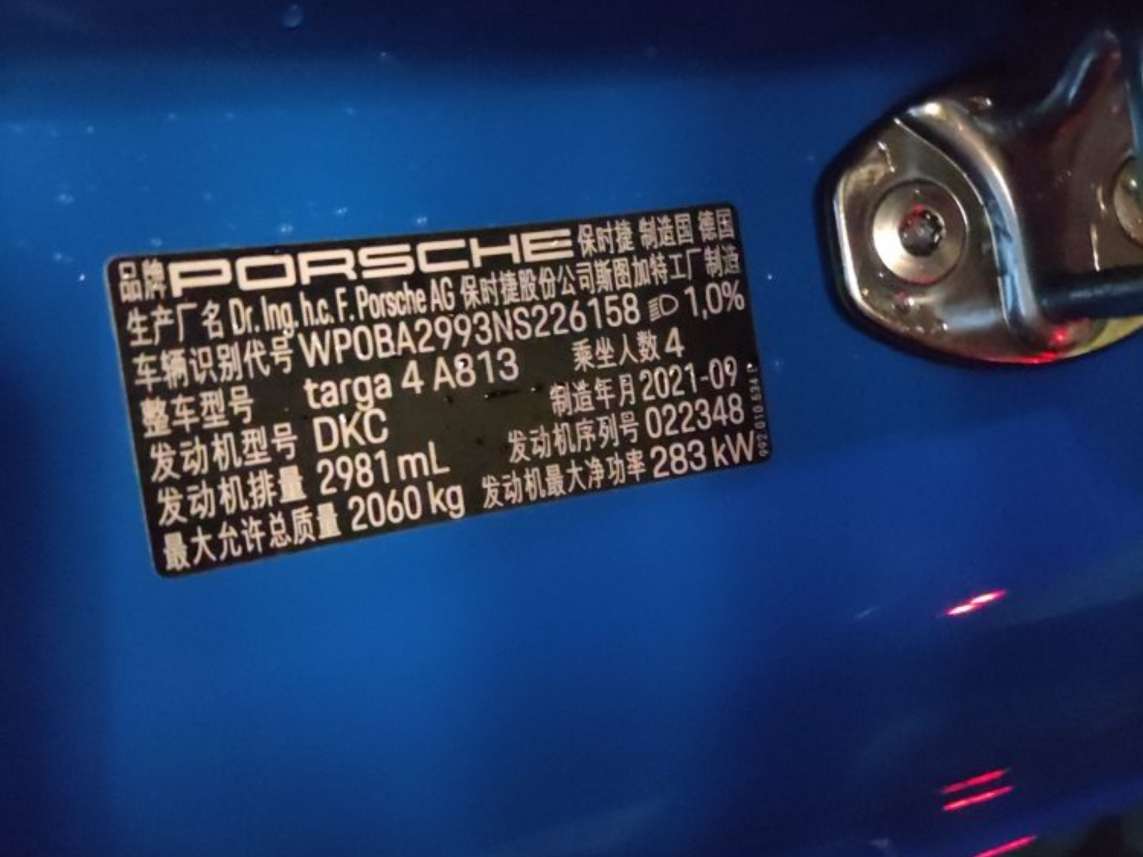 品牌 PORSCHE 保时捷 制造国 德国
生产厂名 Dr. Ing. h.c. F. Porsche AG 保时捷股份公司斯图加特工厂制造
车辆识别代号 WP0BA2993NS226158 1,0%
整车型号 targa 4 A813 乘坐人数 4
发动机型号 DKC 制造年月 2021-09
发动机排量 2981 mL 发动机序列号 022348
最大允许总质量 2060 kg 发动机最大净功率 283 kW